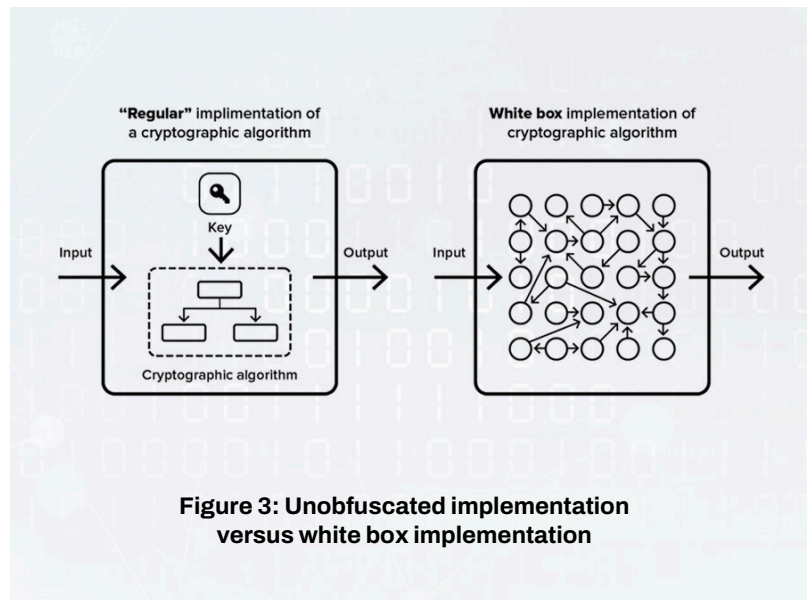 “Regular” implimentation of
a cryptographic algorithm
White box implementation of
cryptographic algorithm
Key
Input
Output
Input
Output
Cryptographic algorithm
Figure 3: Unobfuscated implementation
versus white box implementation